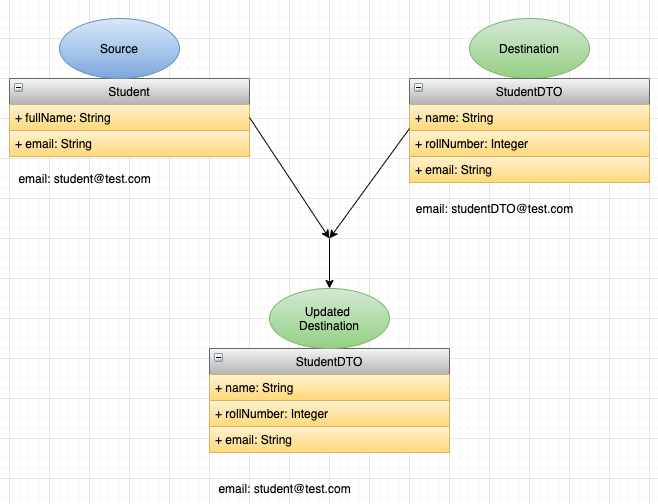 Source
Student
+ fullName: String
+ email: String
email: student@test.com
Destination
StudentDTO
+ name: String
+ rollNumber: Integer
+ email: String
email: studentDTO@test.com
Updated
Destination
StudentDTO
+ name: String
+ rollNumber: Integer
+ email: String
email: student@test.com